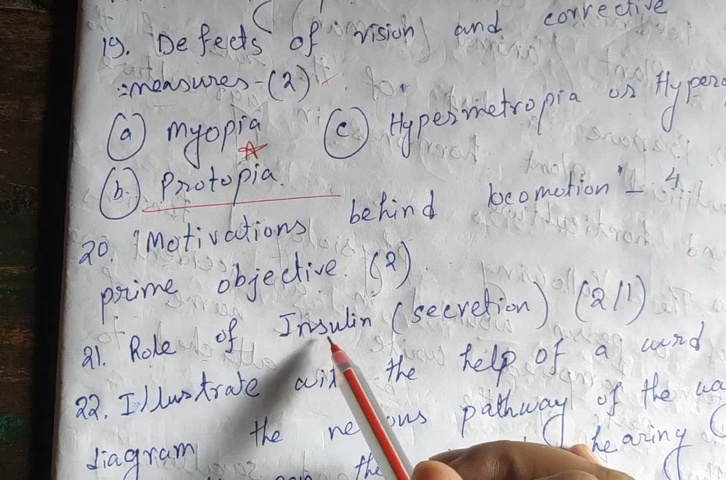 19. Defects of vision and corrective
measures - (2)
(a) Myopia (c) Hypermetropia or
(b) Protopia.
20. Motivations behind locomotion - 4
prime objective. (2)
21. Role of Insulin (secretion) (2/1)
22. Illustrate the help of a word
diagram the pathway of the
hearing
the